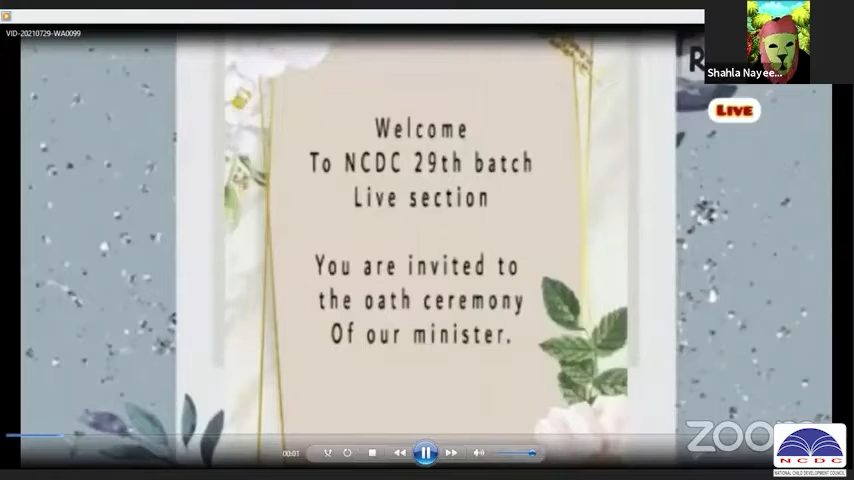 VID-20210729-WA0099
Shahla Nayee...
LIVE
Welcome
To NCDC 29th batch
Live section
You are invited to
the oath ceremony
Of our minister.
00:01
zoom
NCDC
NATIONAL CHILD DEVELOPMENT COUNCIL